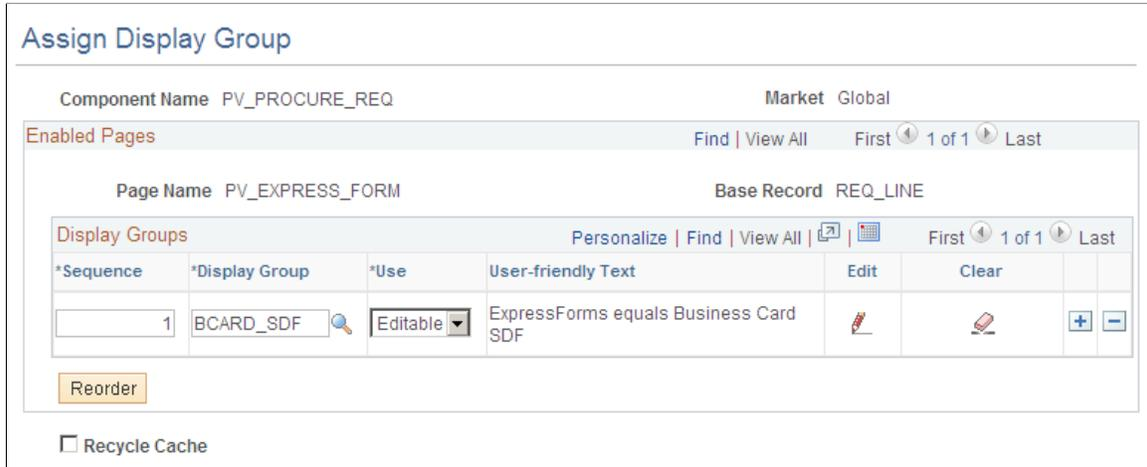 Assign Display Group
Component Name PV_PROCURE_REQ Market Global
Enabled Pages Find | View All First 1 of 1 Last
Page Name PV_EXPRESS_FORM Base Record REQ_LINE
Display Groups Personalize | Find | View All | | First 1 of 1 Last
*Sequence *Display Group *Use User-friendly Text Edit Clear
1 BCARD_SDF Editable ExpressForms equals Business Card
SDF
Reorder
Recycle Cache